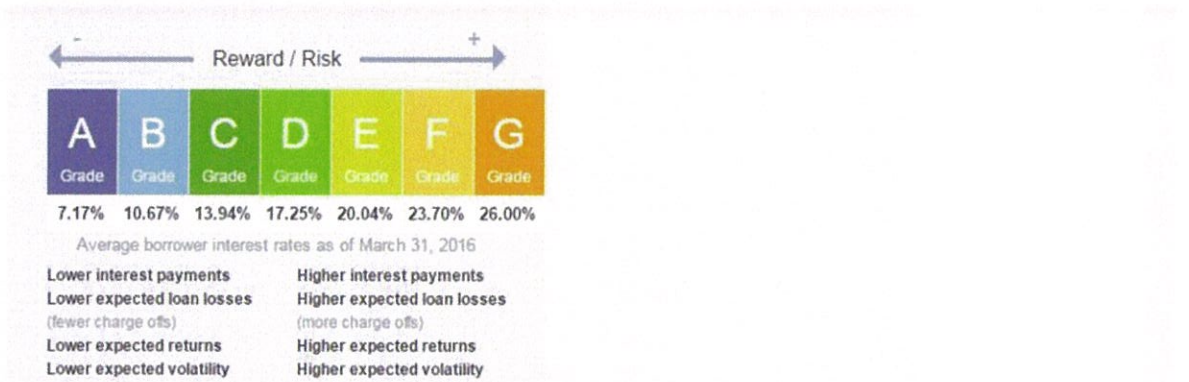 - +
Reward / Risk
A B C D E F G
Grade Grade Grade Grade Grade Grade Grade
7.17% 10.67% 13.94% 17.25% 20.04% 23.70% 26.00%
Average borrower interest rates as of March 31, 2016
Lower interest payments Higher interest payments
Lower expected loan losses Higher expected loan losses
(fewer charge offs) (more charge offs)
Lower expected returns Higher expected returns
Lower expected volatility Higher expected volatility